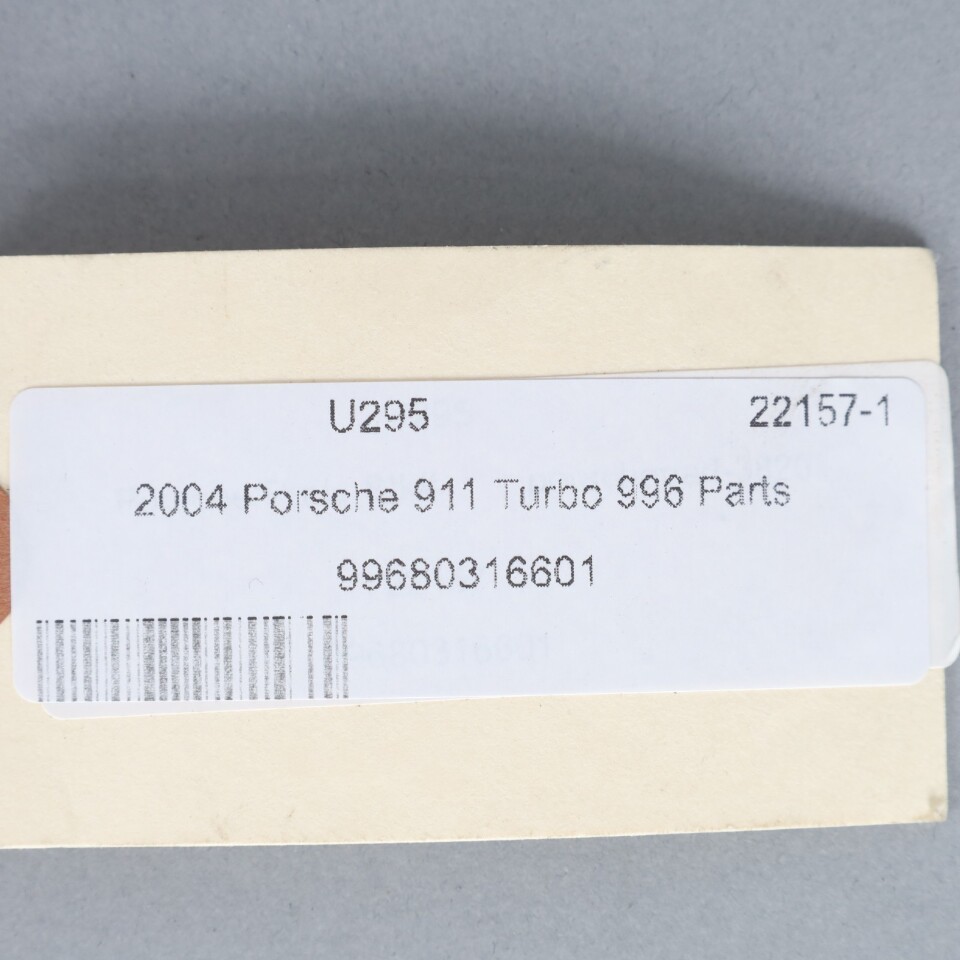 U295 22157-1
2004 Porsche 911 Turbo 996 Parts
99680316601